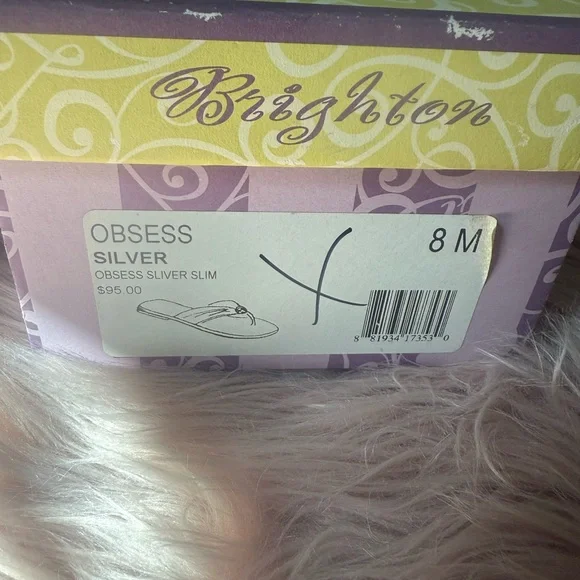 Brighton
OBSESS
SILVER
OBSESS SLIVER SLIM
$95.00
8 M
8 81934 17353 0